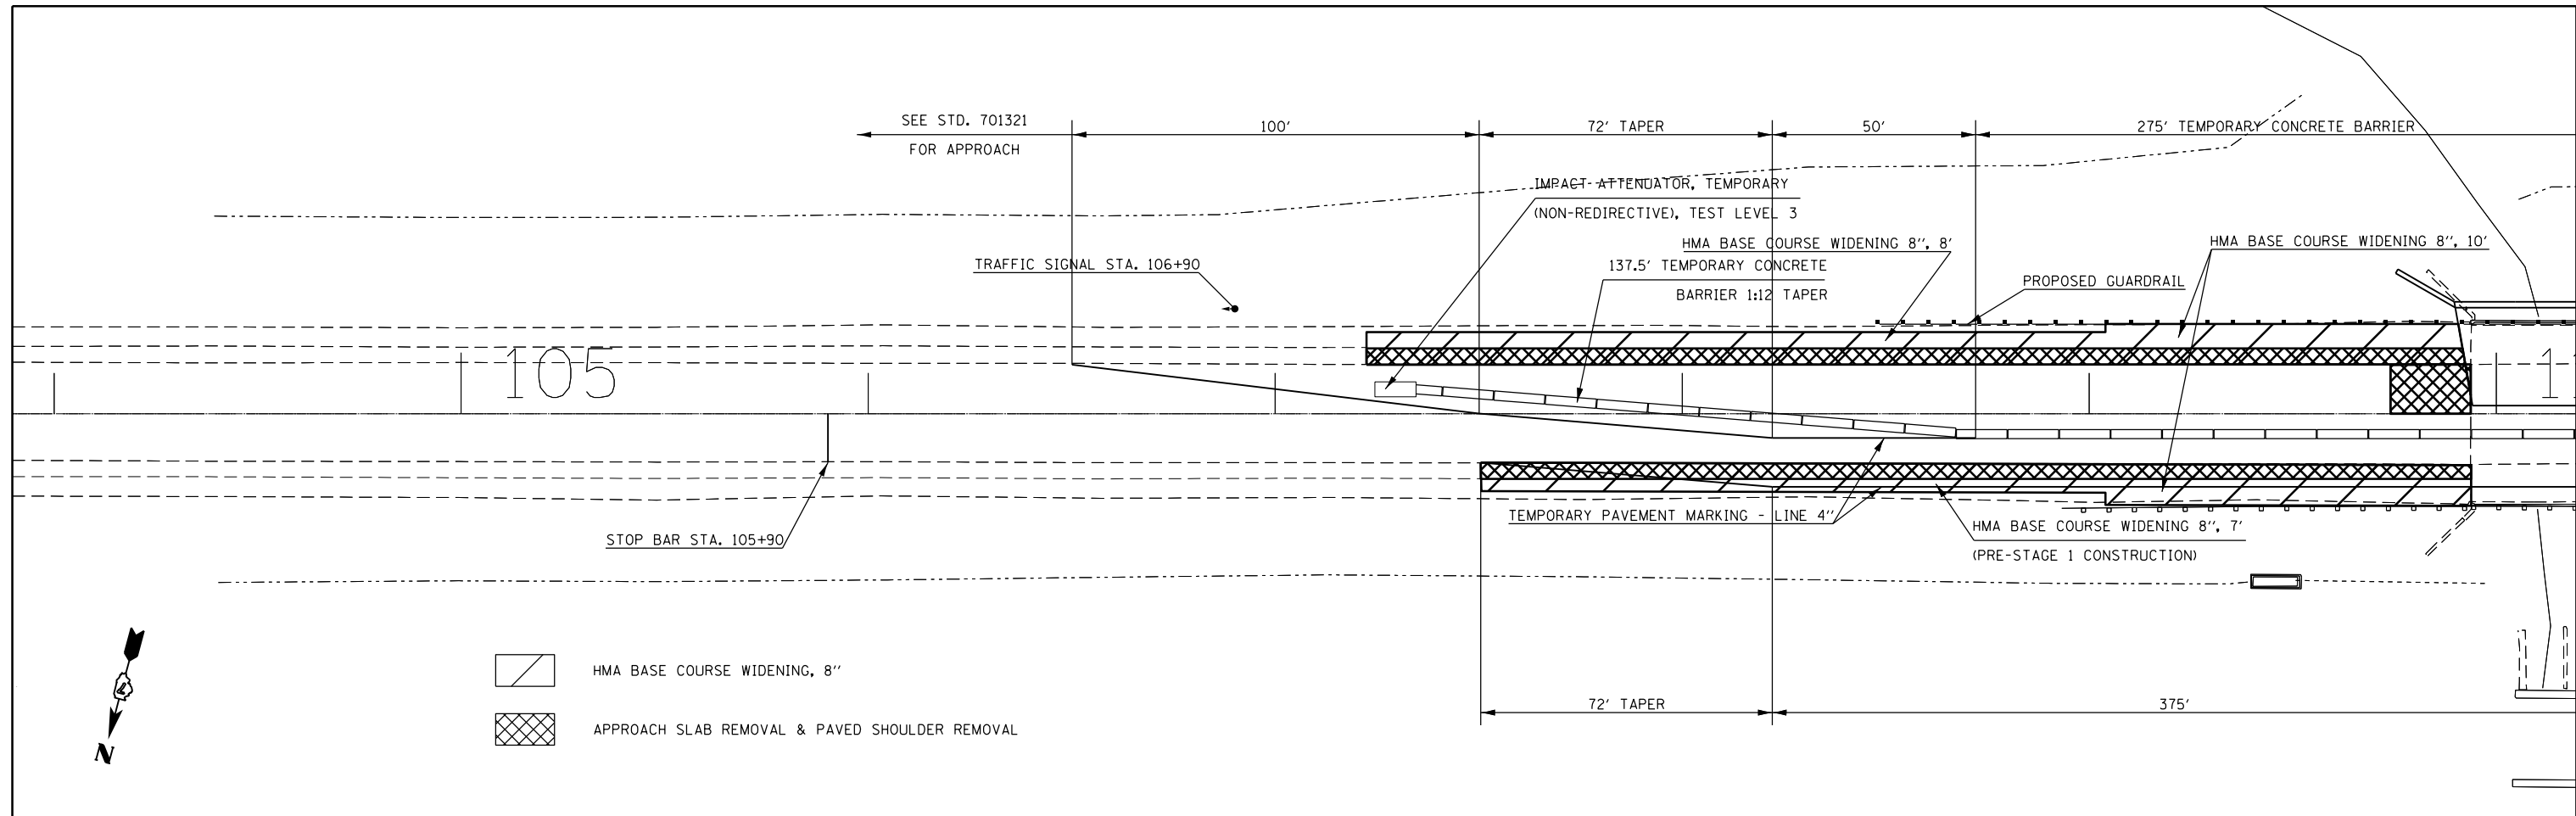 SEE STD. 701321
FOR APPROACH
100'
72' TAPER
50'
275' TEMPORARY CONCRETE BARRIER
IMPACT ATTENUATOR, TEMPORARY
(NON-REDIRECTIVE), TEST LEVEL 3
HMA BASE COURSE WIDENING 8'', 8'
HMA BASE COURSE WIDENING 8'', 10'
TRAFFIC SIGNAL STA. 106+90
137.5' TEMPORARY CONCRETE
BARRIER 1:12 TAPER
PROPOSED GUARDRAIL
105
1
TEMPORARY PAVEMENT MARKING - LINE 4''
HMA BASE COURSE WIDENING 8'', 7'
(PRE-STAGE 1 CONSTRUCTION)
STOP BAR STA. 105+90
HMA BASE COURSE WIDENING, 8''
APPROACH SLAB REMOVAL & PAVED SHOULDER REMOVAL
72' TAPER
375'
N